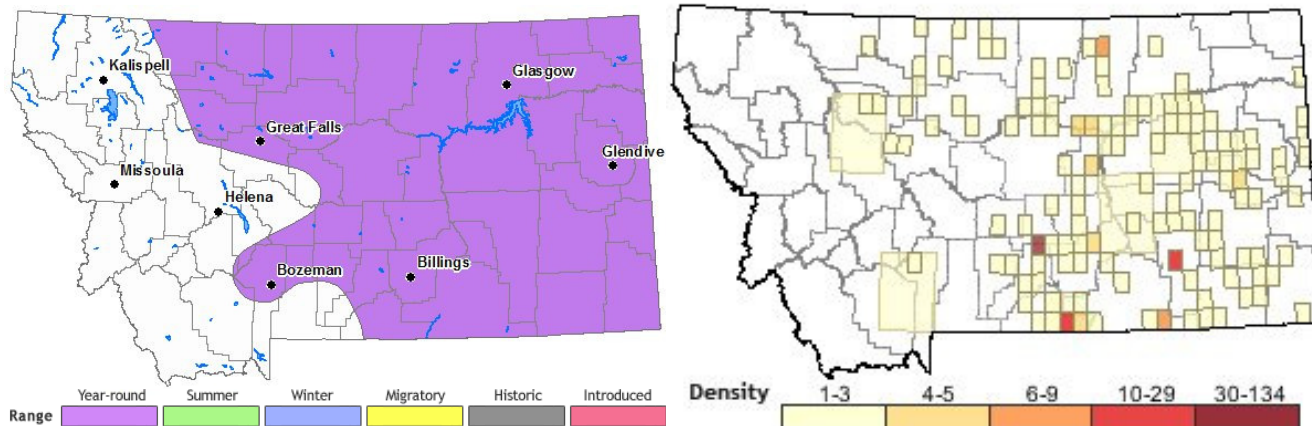 Kalispell
Glasgow
Great Falls
Glendive
Missoula
Helena
Bozeman
Billings
Year-round Summer Winter Migratory Historic Introduced
Range
Density 1-3 4-5 6-9 10-29 30-134